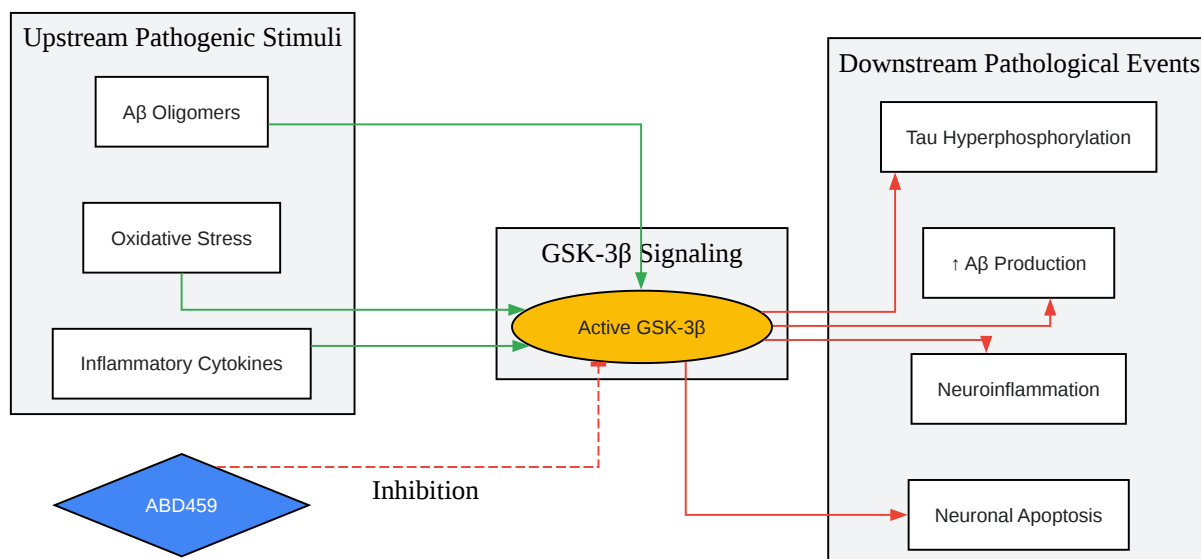 Upstream Pathogenic Stimuli
Aβ Oligomers
Oxidative Stress
Inflammatory Cytokines
ABD459
Inhibition
GSK-3β Signaling
Active GSK-3β
Downstream Pathological Events
Tau Hyperphosphorylation
↑ Aβ Production
Neuroinflammation
Neuronal Apoptosis